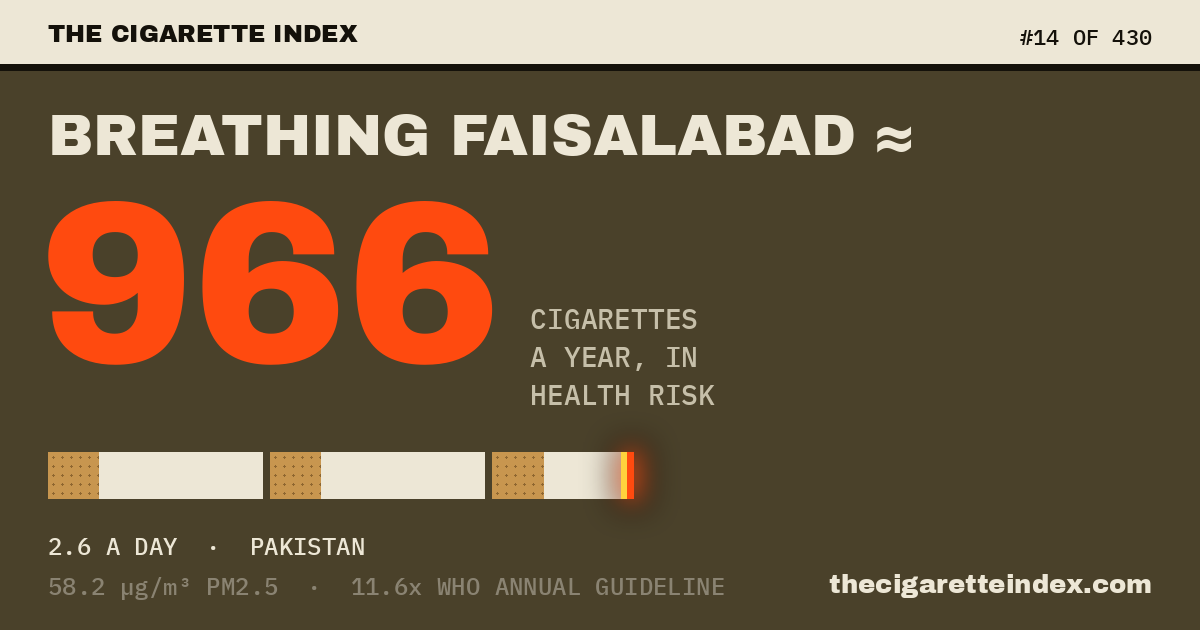 THE CIGARETTE INDEX
#14 OF 430
BREATHING FAISALABAD ≈
966
CIGARETTES
A YEAR, IN
HEALTH RISK
2.6 A DAY · PAKISTAN
58.2 µg/m³ PM2.5 · 11.6x WHO ANNUAL GUIDELINE
thecigaretteindex.com